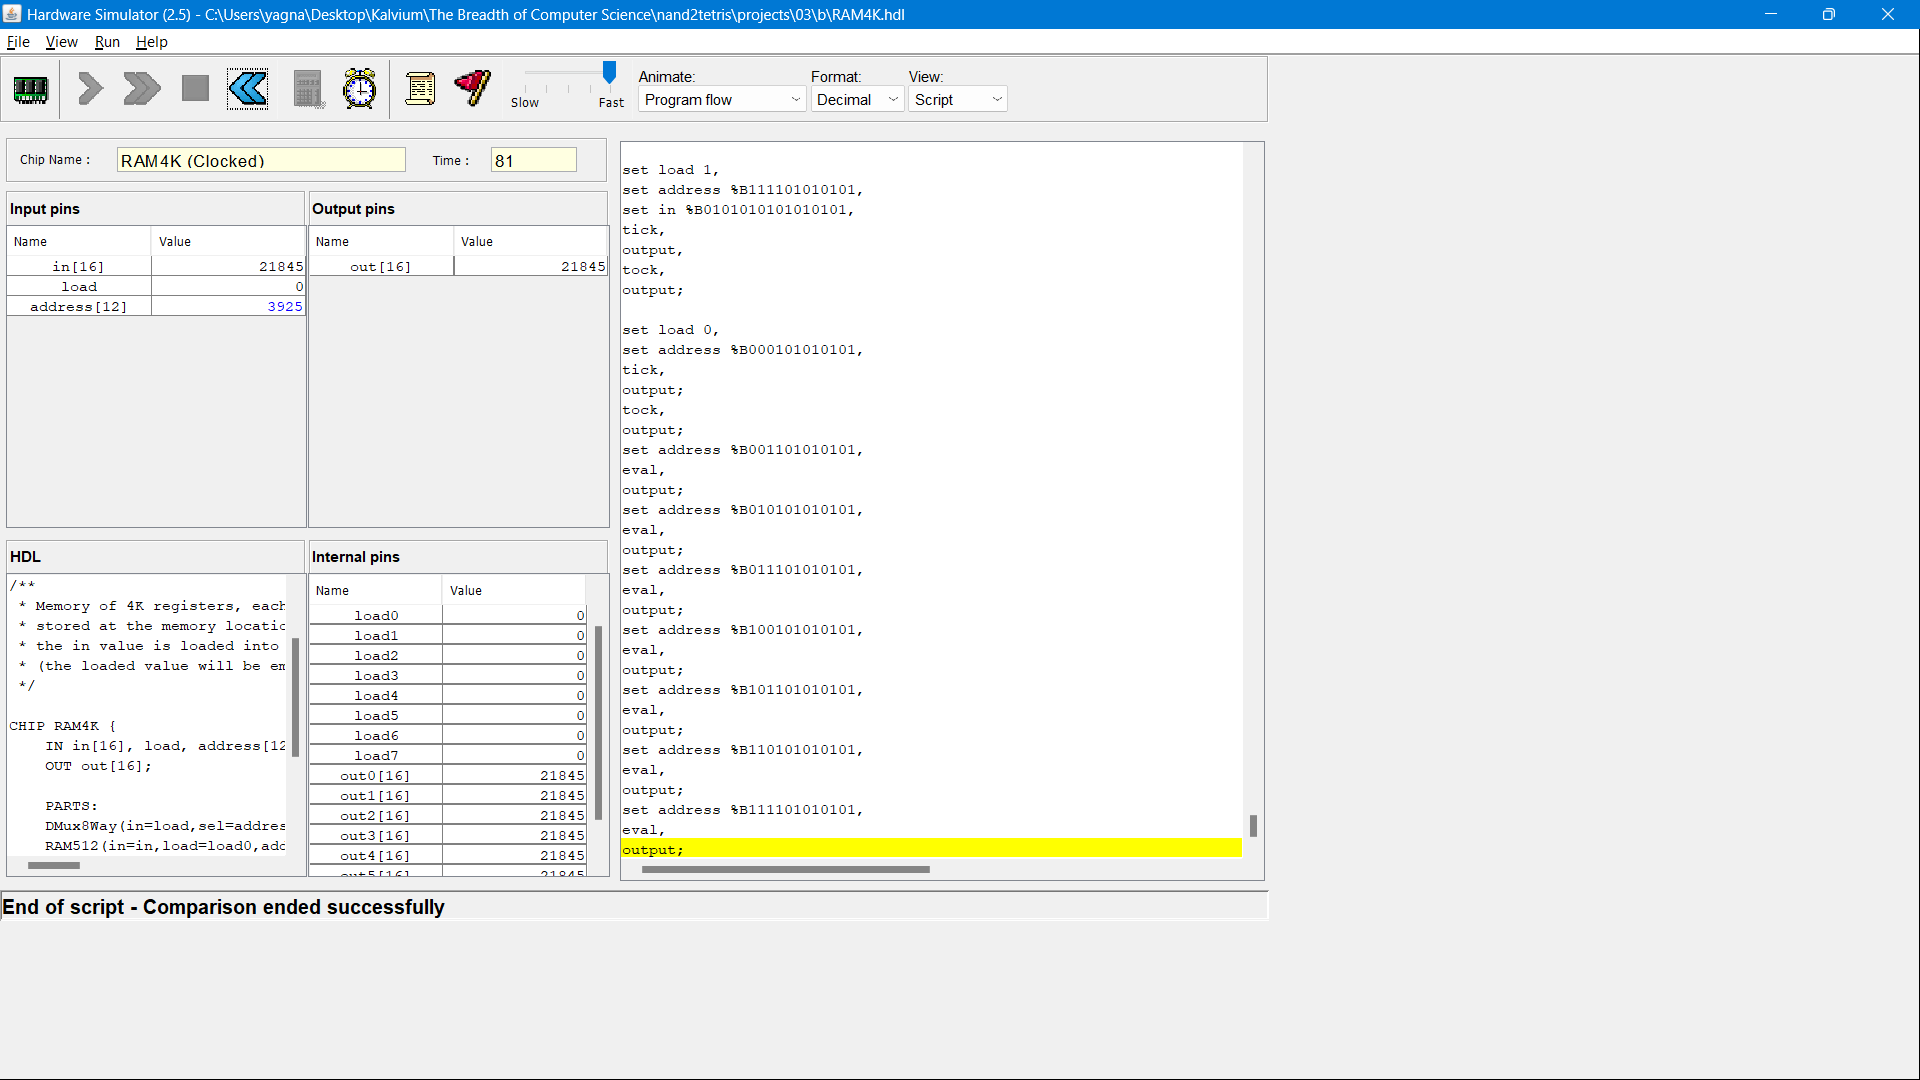 Hardware Simulator (2.5) - C:\Users\yagna\Desktop\Kalvium\The Breadth of Computer Science\nand2tetris\projects\03\b\RAM4K.hdl
File View Run Help
Slow Fast
Animate: Format: View:
Program flow Decimal Script
Chip Name : RAM4K (Clocked) Time : 81
Input pins
Name Value
in[16] 21845
load 0
address[12] 3925
Output pins
Name Value
out[16] 21845
HDL
/**
* Memory of 4K registers, each
* stored at the memory locatio
* the in value is loaded into
* (the loaded value will be em
*/
CHIP RAM4K {
IN in[16], load, address[12
OUT out[16];
PARTS:
DMux8Way(in=load,sel=addres
RAM512(in=in,load=load0,add
Internal pins
Name Value
load0 0
load1 0
load2 0
load3 0
load4 0
load5 0
load6 0
load7 0
out0[16] 21845
out1[16] 21845
out2[16] 21845
out3[16] 21845
out4[16] 21845
out5[16] 21845
set load 1,
set address %B111101010101,
set in %B0101010101010101,
tick,
output,
tock,
output;
set load 0,
set address %B000101010101,
tick,
output;
tock,
output;
set address %B001101010101,
eval,
output;
set address %B010101010101,
eval,
output;
set address %B011101010101,
eval,
output;
set address %B100101010101,
eval,
output;
set address %B101101010101,
eval,
output;
set address %B110101010101,
eval,
output;
set address %B111101010101,
eval,
output;
End of script - Comparison ended successfully